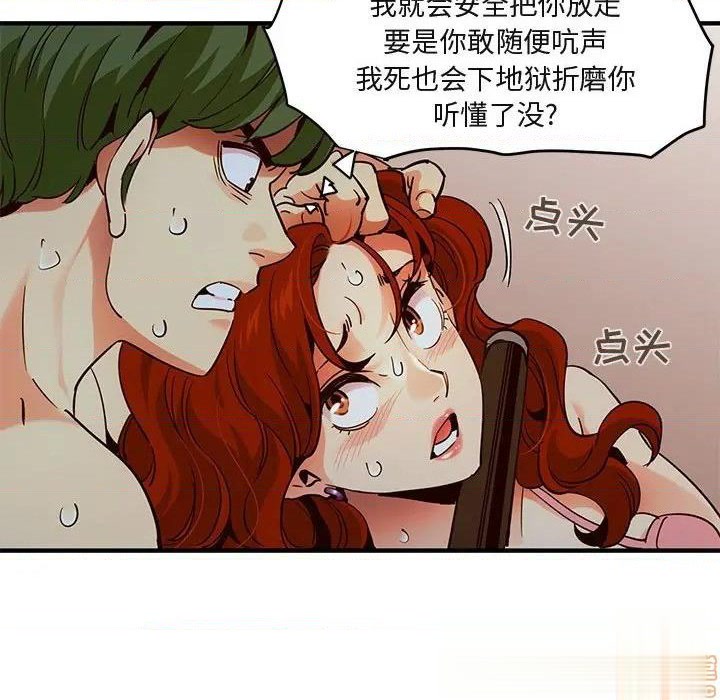 我就会安全把你放走
要是你敢随便吭声
我死也会下地狱折磨你
听懂了没?
点头
点头